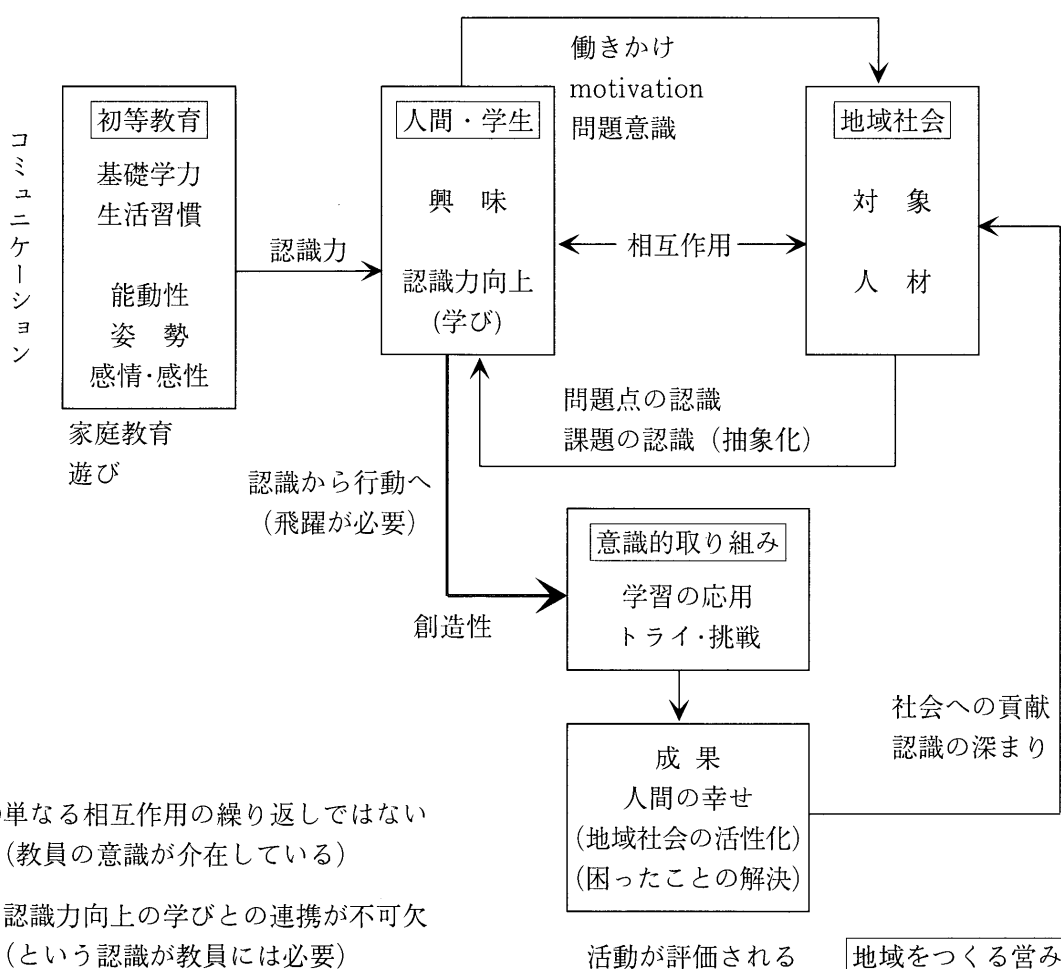 コミュニケーション
初等教育
基礎学力
生活習慣
能動性
姿 勢
感情・感性
家庭教育
遊び
認識力
人間・学生
興 味
認識力向上
(学び)
働きかけ
motivation
問題意識
相互作用
地域社会
対 象
人 材
問題点の認識
課題の認識（抽象化）
認識から行動へ
（飛躍が必要）
創造性
意識的取り組み
学習の応用
トライ・挑戦
成 果
人間の幸せ
(地域社会の活性化)
(困ったことの解決)
社会への貢献
認識の深まり
単なる相互作用の繰り返しではない
（教員の意識が介在している）
認識力向上の学びとの連携が不可欠
（という認識が教員には必要）
活動が評価される
地域をつくる営み